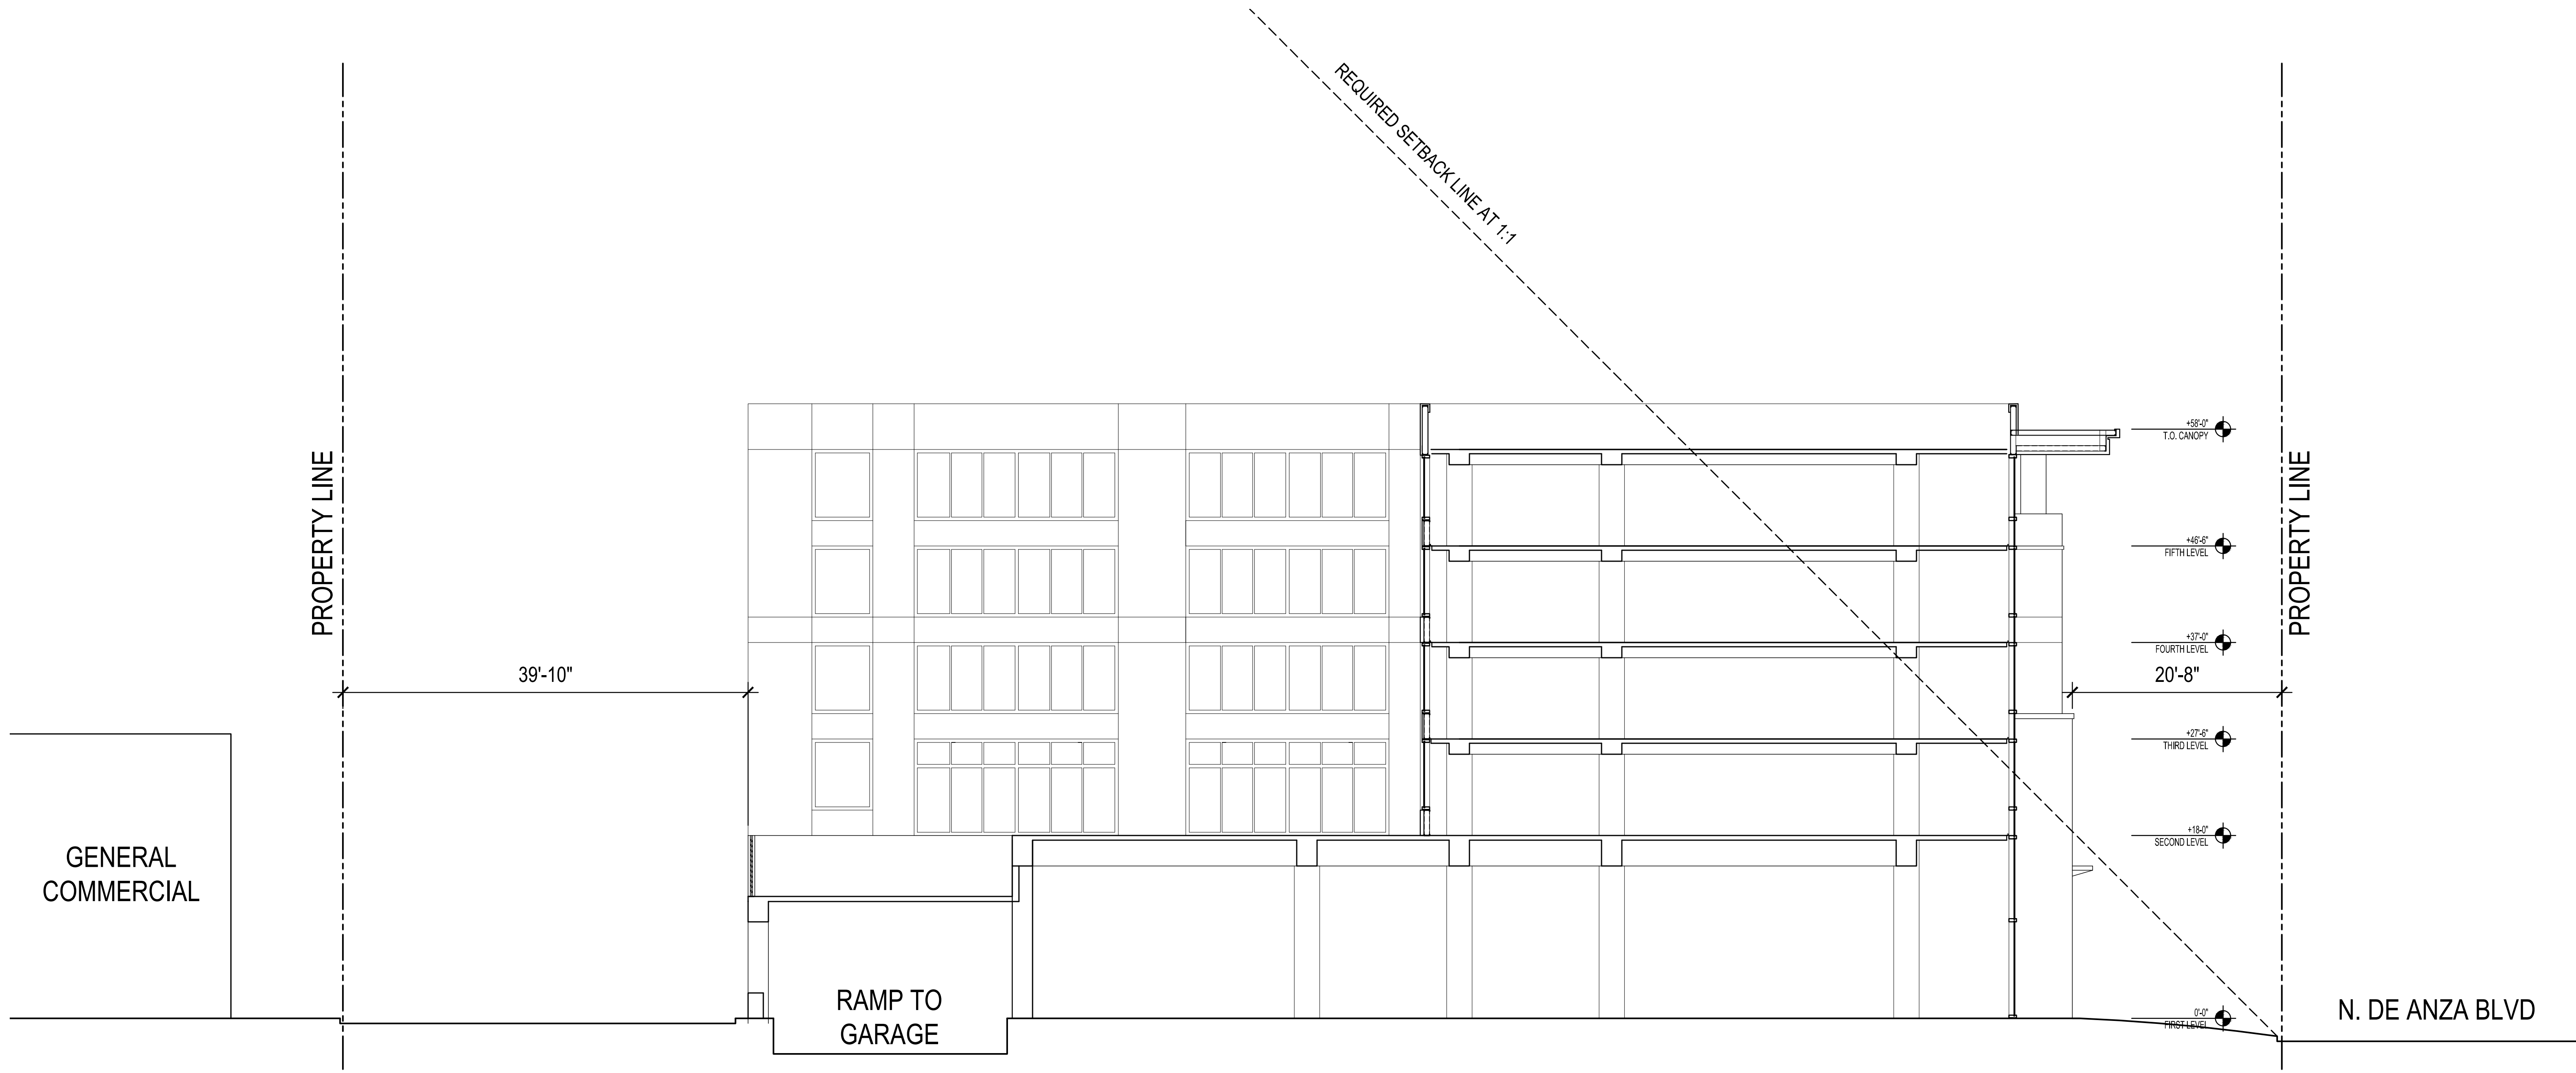 REQUIRED SETBACK LINE AT 1:1
PROPERTY LINE
PROPERTY LINE
+58'-0"
T.O. CANOPY
+46'-6"
FIFTH LEVEL
+37'-0"
FOURTH LEVEL
39'-10"
20'-8"
+27'-6"
THIRD LEVEL
+18-0"
SECOND LEVEL
GENERAL
COMMERCIAL
RAMP TO
GARAGE
0'-0"
FIRST LEVEL
N. DE ANZA BLVD